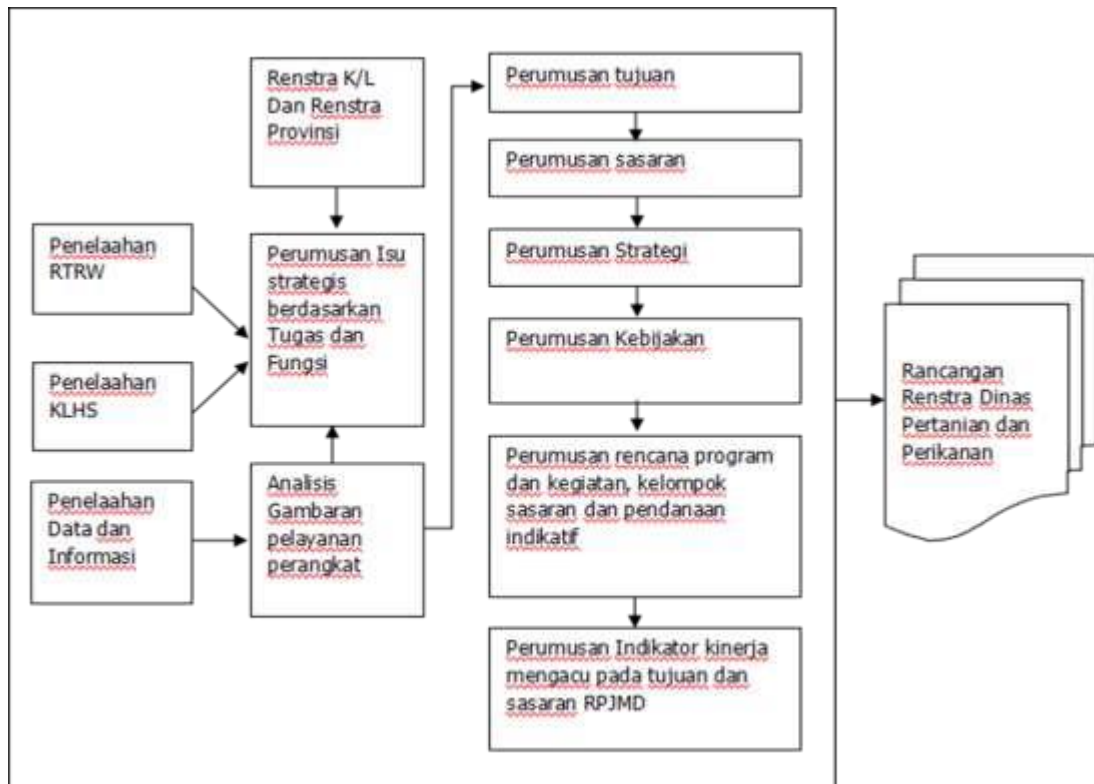 Renstra K/L
Dan Renstra
Provinsi
Penelaahan
RTRW
Perumusan Isu
strategis
berdasarkan
Tugas dan
Fungsi
Penelaahan
KLHS
Penelaahan
Data dan
Informasi
Analisis
Gambaran
pelayanan
perangkat
Perumusan tujuan
Perumusan sasaran
Perumusan Strategi
Perumusan Kebijakan
Perumusan rencana program
dan kegiatan, kelompok
sasaran dan pendanaan
indikatif
Perumusan Indikator kinerja
mengacu pada tujuan dan
sasaran RPJMD
Rancangan
Renstra Dinas
Pertanian dan
Perikanan